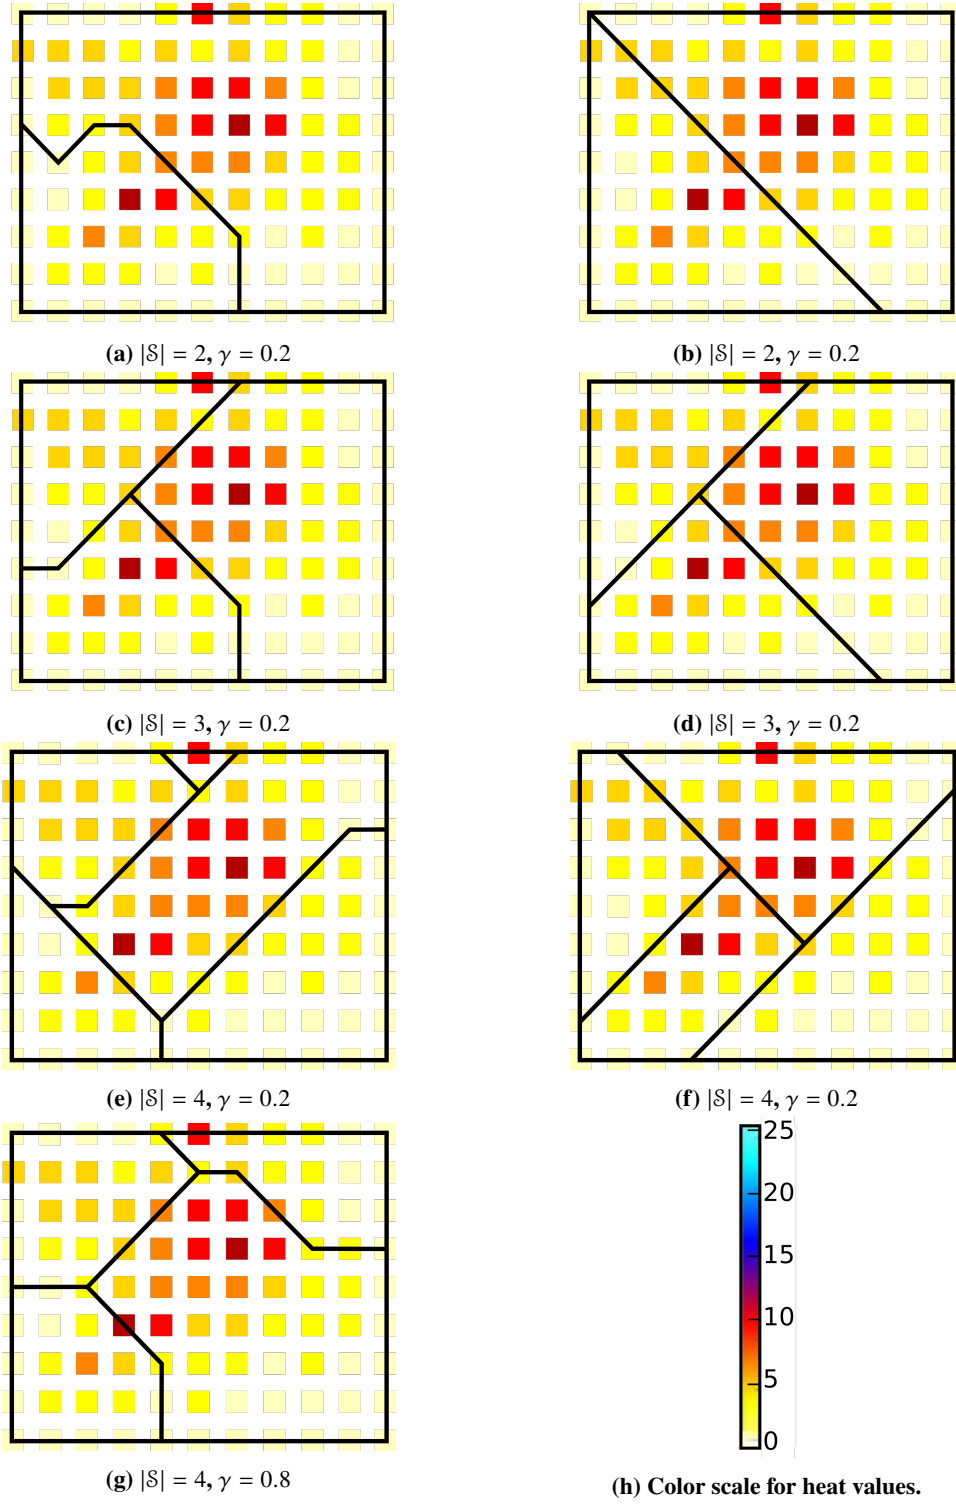 (a) |S| = 2, γ = 0.2
(b) |S| = 2, γ = 0.2
(c) |S| = 3, γ = 0.2
(d) |S| = 3, γ = 0.2
(e) |S| = 4, γ = 0.2
(f) |S| = 4, γ = 0.2
25
20
15
10
5
0
(g) |S| = 4, γ = 0.8
(h) Color scale for heat values.